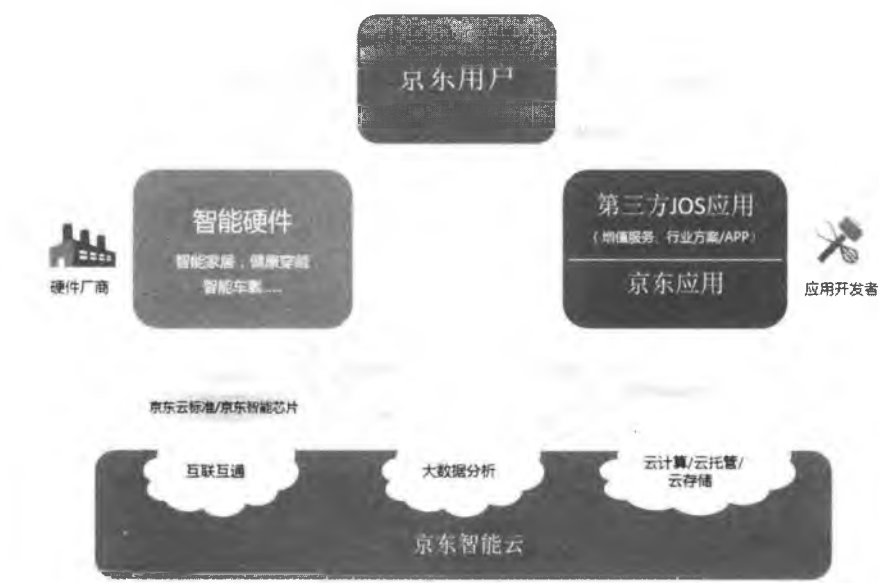 京东用户
智能硬件
智能家居，健康穿戴
智能车载.....
硬件厂商
第三方JOS应用
（增值服务、行业方案/APP）
京东应用
应用开发者
京东云标准/京东智能芯片
互联互通
大数据分析
云计算/云托管/
云存储
京东智能云